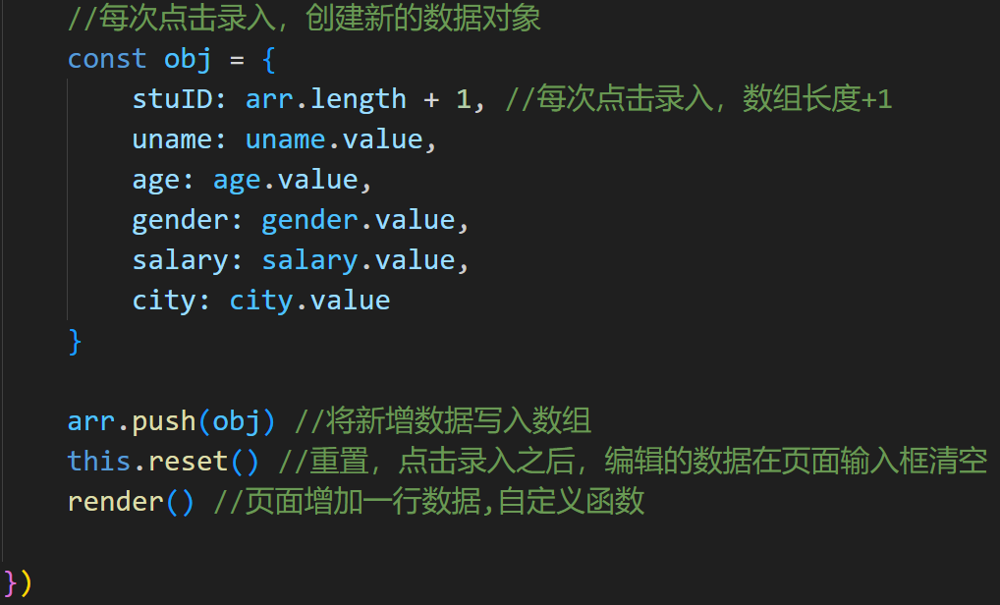 //每次点击录入，创建新的数据对象
const obj = {
stuID: arr.length + 1, //每次点击录入，数组长度+1
uname: uname.value,
age: age.value,
gender: gender.value,
salary: salary.value,
city: city.value
}
arr.push(obj) //将新增数据写入数组
this.reset() //重置，点击录入之后，编辑的数据在页面输入框清空
render() //页面增加一行数据,自定义函数
})